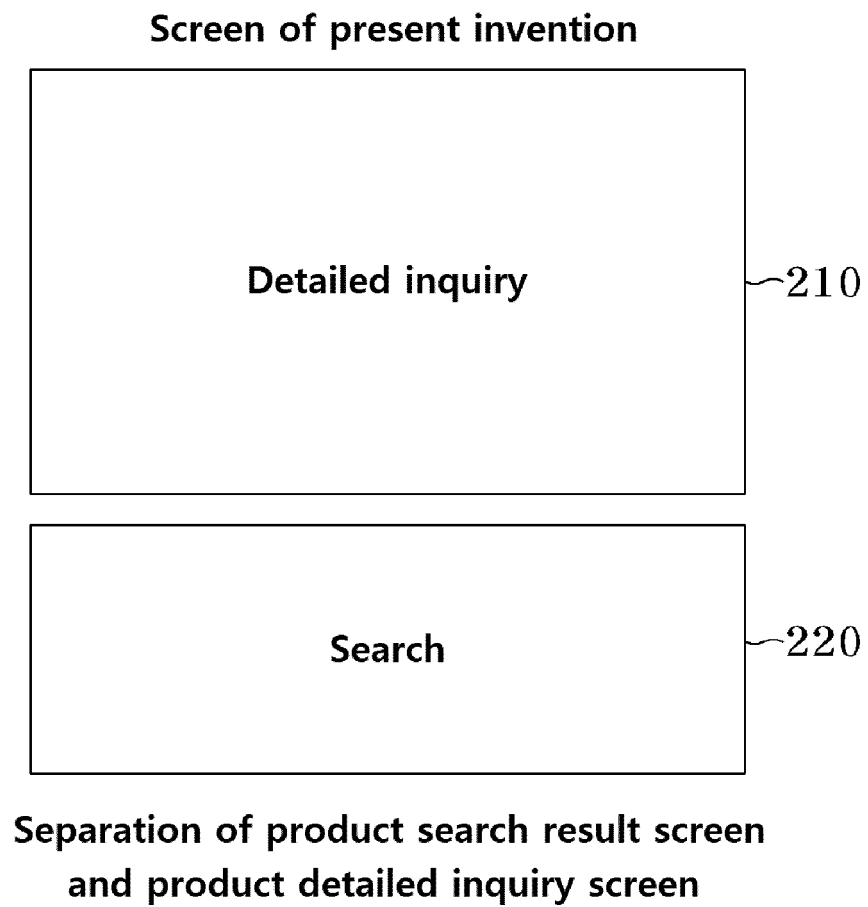 Screen of present invention
Detailed inquiry
210
Search
220
Separation of product search result screen
and product detailed inquiry screen